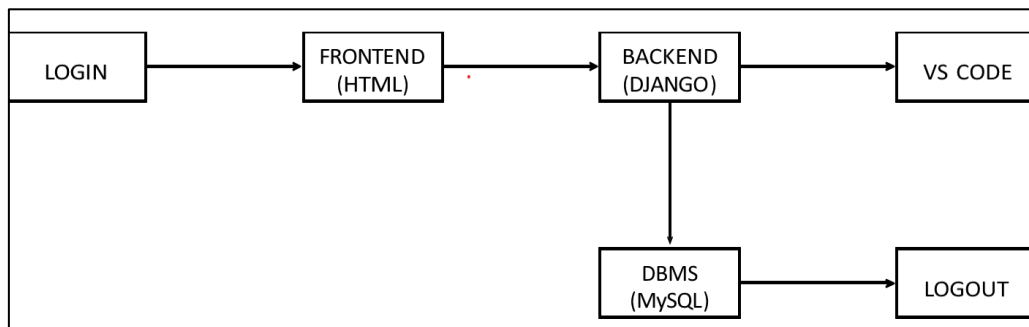 LOGIN
FRONTEND
(HTML)
BACKEND
(DJANGO)
VS CODE
DBMS
(MySQL)
LOGOUT